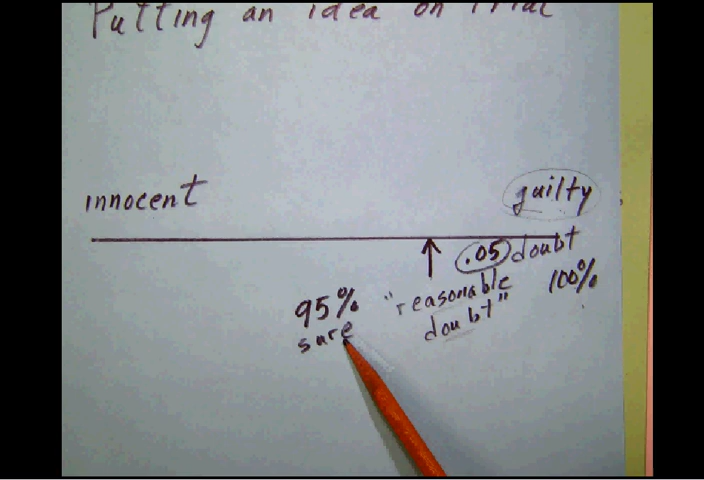 Putting an idea on Trial
innocent
guilty
.05 doubt
100%
95%
sure
"reasonable
doubt"